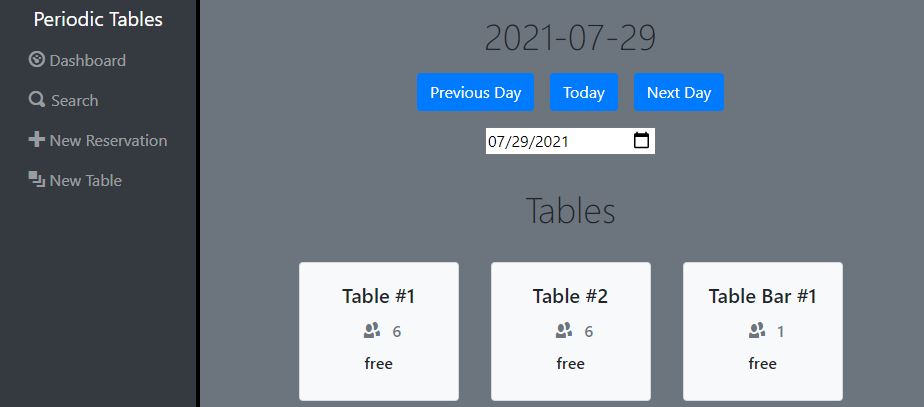 Periodic Tables
Dashboard
Search
New Reservation
New Table
2021-07-29
Previous Day Today Next Day
07/29/2021
Tables
Table #1
6
free
Table #2
6
free
Table Bar #1
1
free